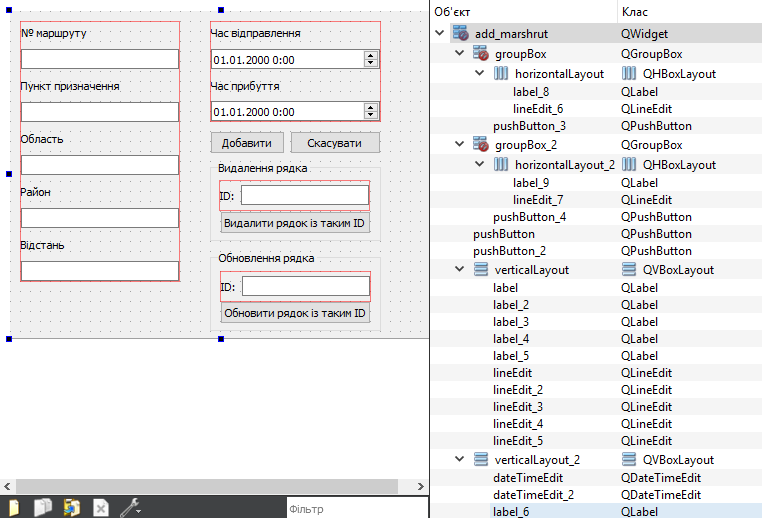 № маршруту
Пункт призначення
Область
Район
Відстань
Час відправлення
01.01.2000 0:00
Час прибуття
01.01.2000 0:00
Добавити
Скасувати
Видалення рядка
ID:
Видалити рядок із таким ID
Обновлення рядка
ID:
Обновити рядок із таким ID
Фільтр
Об'єкт Клас
add_marshrut QWidget
groupBox QGroupBox
horizontalLayout QHBoxLayout
label_8 QLabel
lineEdit_6 QLineEdit
pushButton_3 QPushButton
groupBox_2 QGroupBox
horizontalLayout_2 QHBoxLayout
label_9 QLabel
lineEdit_7 QLineEdit
pushButton_4 QPushButton
pushButton QPushButton
pushButton_2 QPushButton
verticalLayout QVBoxLayout
label QLabel
label_2 QLabel
label_3 QLabel
label_4 QLabel
label_5 QLabel
lineEdit QLineEdit
lineEdit_2 QLineEdit
lineEdit_3 QLineEdit
lineEdit_4 QLineEdit
lineEdit_5 QLineEdit
verticalLayout_2 QVBoxLayout
dateTimeEdit QDateTimeEdit
dateTimeEdit_2 QDateTimeEdit
label_6 QLabel